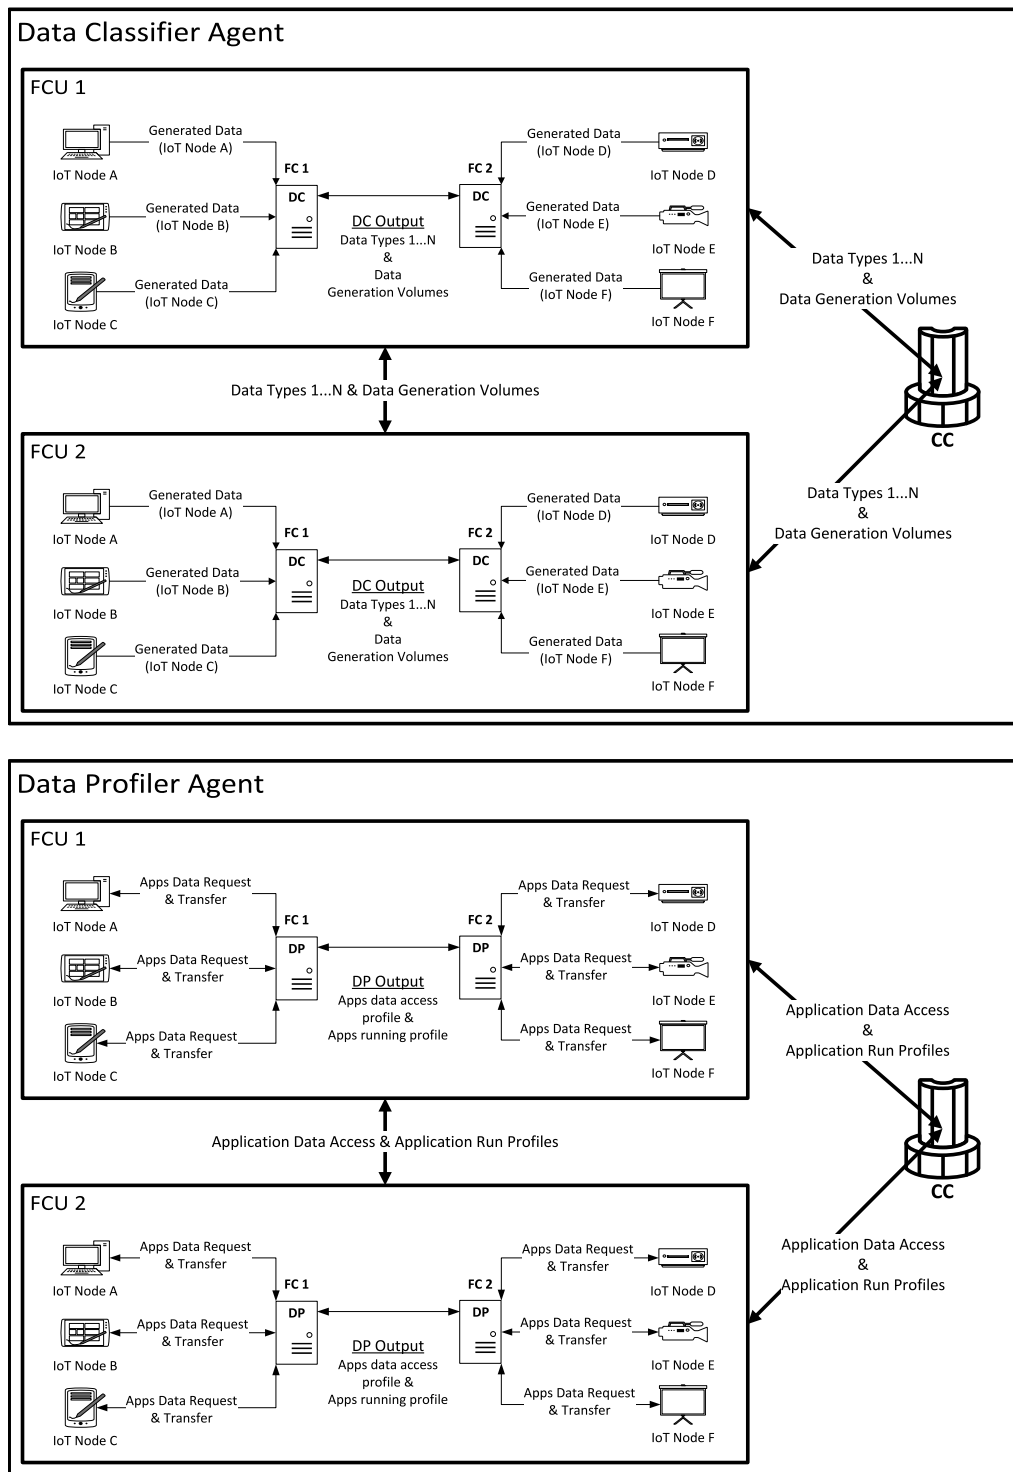 Data Classifier Agent
FCU 1
Generated Data
(IoT Node A)
IoT Node A
Generated Data
(IoT Node B)
IoT Node B
Generated Data
(IoT Node C)
IoT Node C
FC 1
DC
DC Output
Data Types 1...N
&
Data
Generation Volumes
FC 2
DC
Generated Data
(IoT Node D)
IoT Node D
Generated Data
(IoT Node E)
IoT Node E
Generated Data
(IoT Node F)
IoT Node F
Data Types 1...N
&
Data Generation Volumes
Data Types 1...N & Data Generation Volumes
CC
FCU 2
Generated Data
(IoT Node A)
IoT Node A
Generated Data
(IoT Node B)
IoT Node B
Generated Data
(IoT Node C)
IoT Node C
FC 1
DC
DC Output
Data Types 1...N
&
Data
Generation Volumes
FC 2
DC
Generated Data
(IoT Node D)
IoT Node D
Generated Data
(IoT Node E)
IoT Node E
Generated Data
(IoT Node F)
IoT Node F
Data Types 1...N
&
Data Generation Volumes
Data Profiler Agent
FCU 1
Apps Data Request
& Transfer
IoT Node A
Apps Data Request
& Transfer
IoT Node B
Apps Data Request
& Transfer
IoT Node C
FC 1
DP
DP Output
Apps data access
profile &
Apps running profile
FC 2
DP
Apps Data Request
& Transfer
IoT Node D
Apps Data Request
& Transfer
IoT Node E
Apps Data Request
& Transfer
IoT Node F
Application Data Access
&
Application Run Profiles
Application Data Access & Application Run Profiles
CC
FCU 2
Apps Data Request
& Transfer
IoT Node A
Apps Data Request
& Transfer
IoT Node B
Apps Data Request
& Transfer
IoT Node C
FC 1
DP
DP Output
Apps data access
profile &
Apps running profile
FC 2
DP
Apps Data Request
& Transfer
IoT Node D
Apps Data Request
& Transfer
IoT Node E
Apps Data Request
& Transfer
IoT Node F
Application Data Access
&
Application Run Profiles